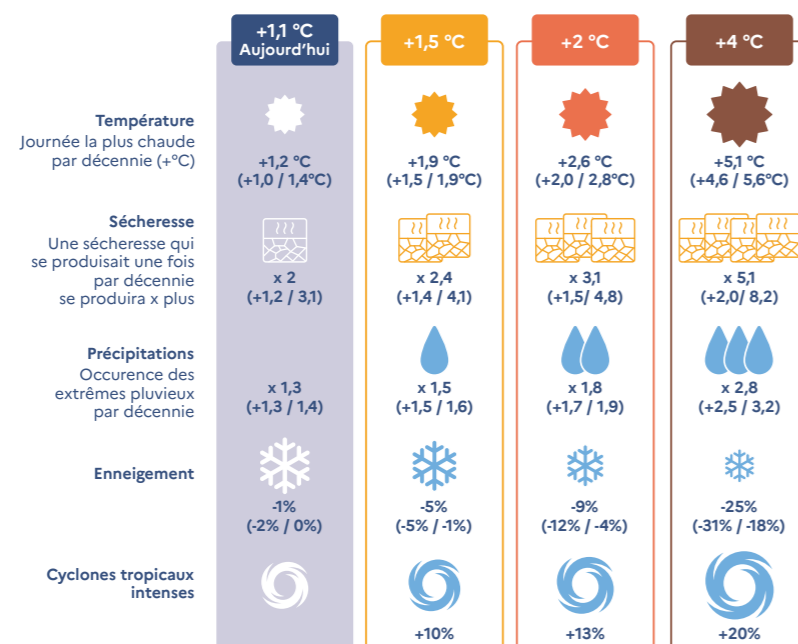 +1,1 °C
Aujourd'hui
+1,5 °C
+2 °C
+4 °C
Température
Journée la plus chaude
par décennie (+°C)
+1,2 °C
(+1,0 / 1,4°C)
+1,9 °C
(+1,5 / 1,9°C)
+2,6 °C
(+2,0 / 2,8°C)
+5,1 °C
(+4,6 / 5,6°C)
Sécheresse
Une sécheresse qui
se produisait une fois
par décennie
se produira x plus
x 2
(+1,2 / 3,1)
x 2,4
(+1,4 / 4,1)
x 3,1
(+1,5/ 4,8)
x 5,1
(+2,0/ 8,2)
Précipitations
Occurence des
extrêmes pluvieux
par décennie
x 1,3
(+1,3 / 1,4)
x 1,5
(+1,5 / 1,6)
x 1,8
(+1,7 / 1,9)
x 2,8
(+2,5 / 3,2)
Enneigement
-1%
(-2% / 0%)
-5%
(-5% / -1%)
-9%
(-12% / -4%)
-25%
(-31% / -18%)
Cyclones tropicaux
intenses
+10%
+13%
+20%